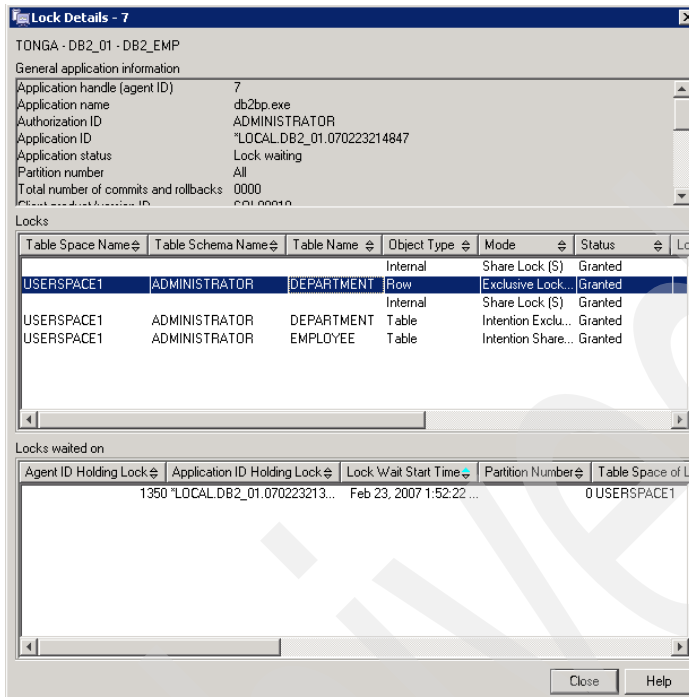 Lock Details - 7
TONGA - DB2_01 - DB2_EMP
General application information
Application handle (agent ID) 7
Application name db2bp.exe
Authorization ID ADMINISTRATOR
Application ID *LOCAL.DB2_01.070223214847
Application status Lock waiting
Partition number All
Total number of commits and rollbacks 0000
Locks
Table Space Name Table Schema Name Table Name Object Type Mode Status Lo
Internal Share Lock (S) Granted
USERSPACE1 ADMINISTRATOR DEPARTMENT Row Exclusive Lock... Granted
Internal Share Lock (S) Granted
USERSPACE1 ADMINISTRATOR DEPARTMENT Table Intention Exclu... Granted
USERSPACE1 ADMINISTRATOR EMPLOYEE Table Intention Share... Granted
Locks waited on
Agent ID Holding Lock Application ID Holding Lock Lock Wait Start Time Partition Number Table Space of L
1350 *LOCAL.DB2_01.070223213... Feb 23, 2007 1:52:22 ... 0 USERSPACE1
Close Help